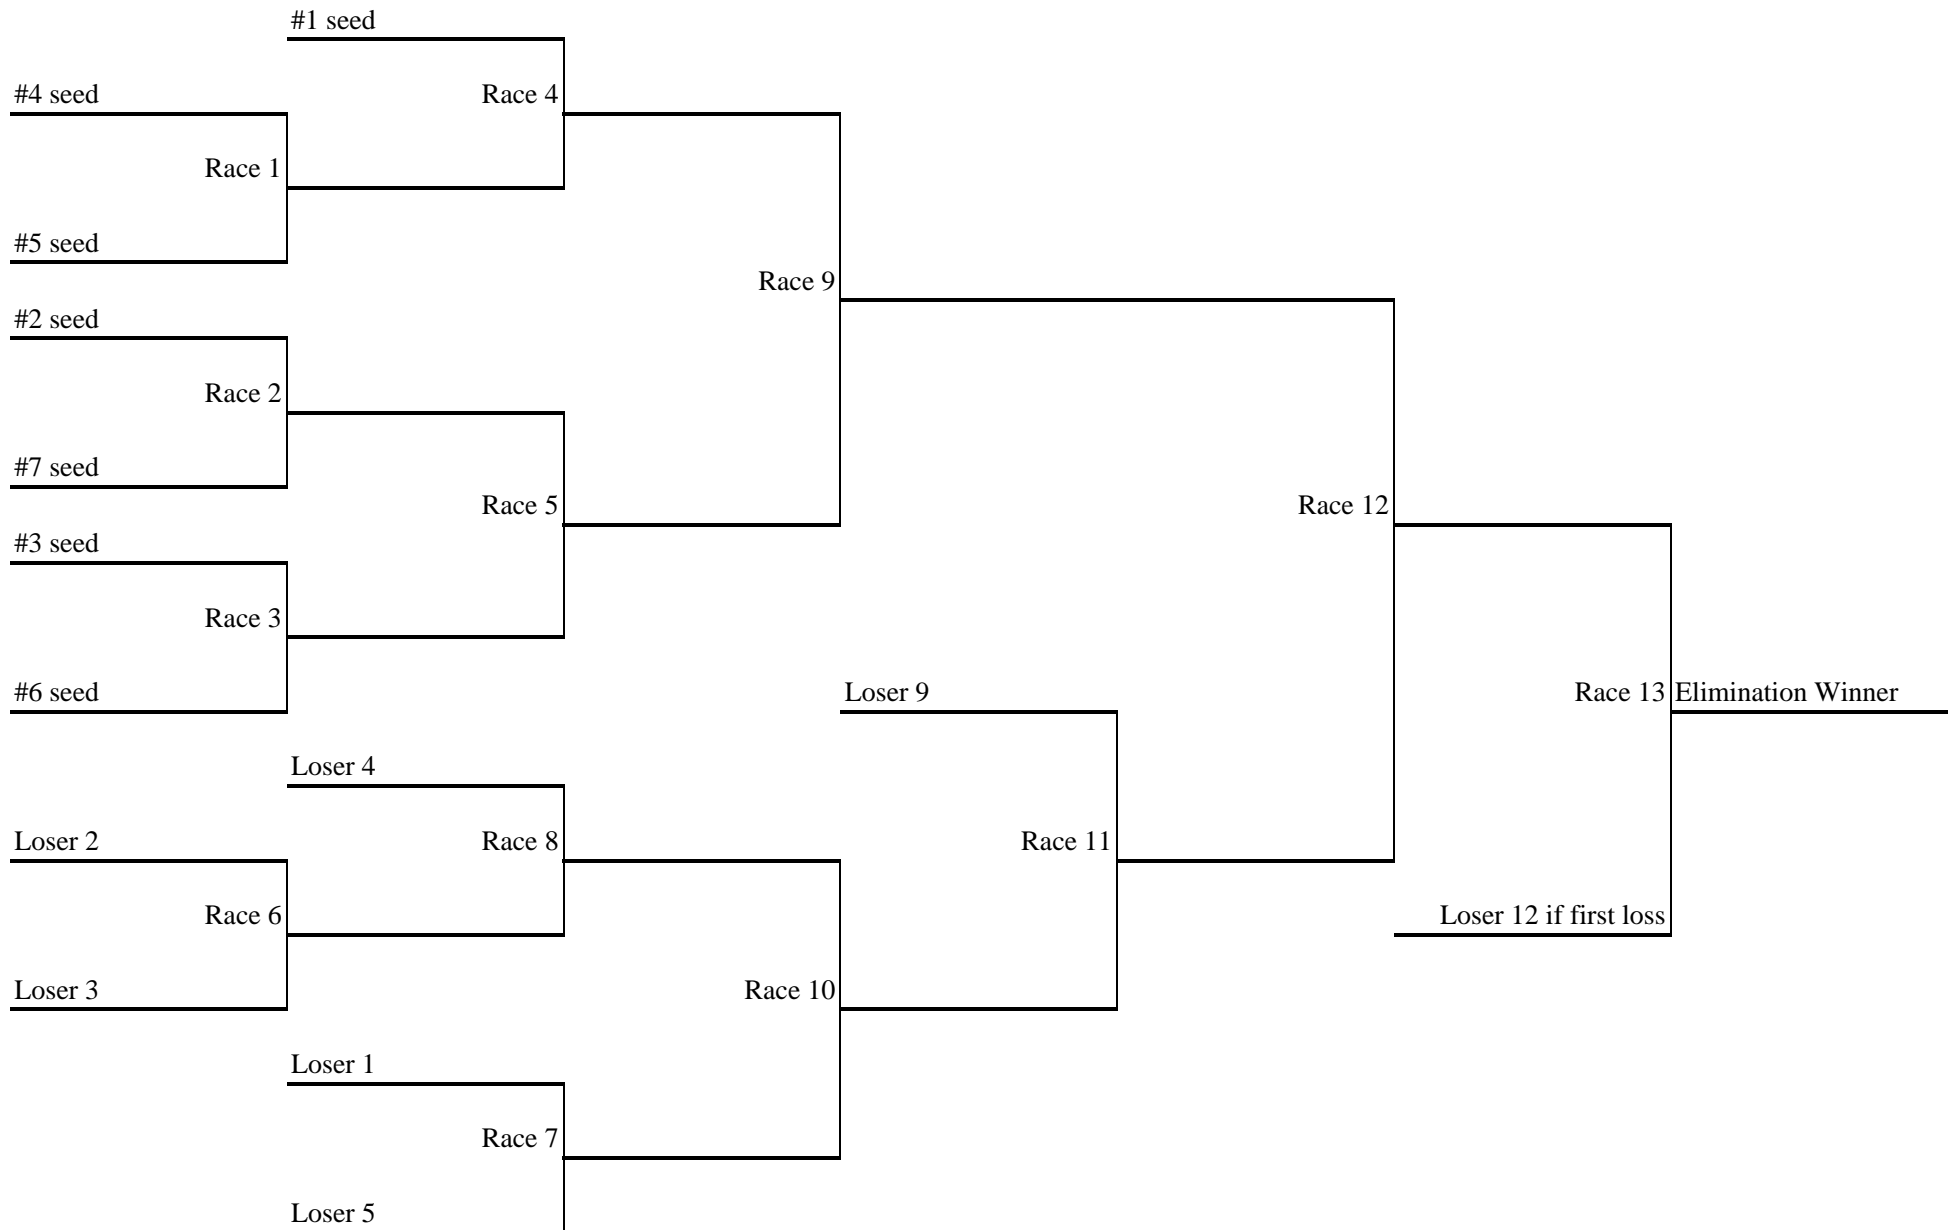 #1 seed
#4 seed
Race 4
Race 1
#5 seed
Race 9
#2 seed
Race 2
#7 seed
Race 5
Race 12
#3 seed
Race 3
#6 seed
Loser 9
Race 13
Elimination Winner
Loser 4
Loser 2
Race 8
Race 11
Race 6
Loser 12 if first loss
Loser 3
Race 10
Loser 1
Race 7
Loser 5